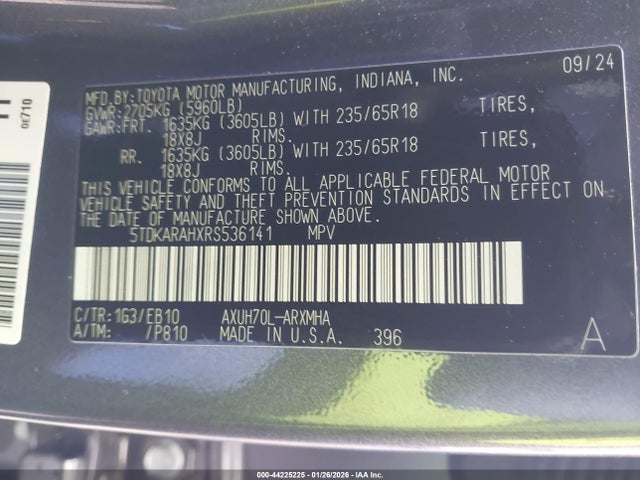 MFD.BY:TOYOTA MOTOR MANUFACTURING, INDIANA, INC. 09/24
GVWR:2705KG (5960LB)
GAWR:FRT. 1635KG (3605LB) WITH 235/65R18 TIRES,
18X8J RIMS.
RR. 1635KG (3605LB) WITH 235/65R18 TIRES,
18X8J RIMS.
THIS VEHICLE CONFORMS TO ALL APPLICABLE FEDERAL MOTOR
VEHICLE SAFETY AND THEFT PREVENTION STANDARDS IN EFFECT ON
THE DATE OF MANUFACTURE SHOWN ABOVE.
5TDKARAHXRS536141 MPV
C/TR:1G3/EB10 AXUH70L-ARXMHA
A/TM: /P810 MADE IN U.S.A. 396 A
0E710
000-44225225 | 01/26/2026 | IAA Inc.